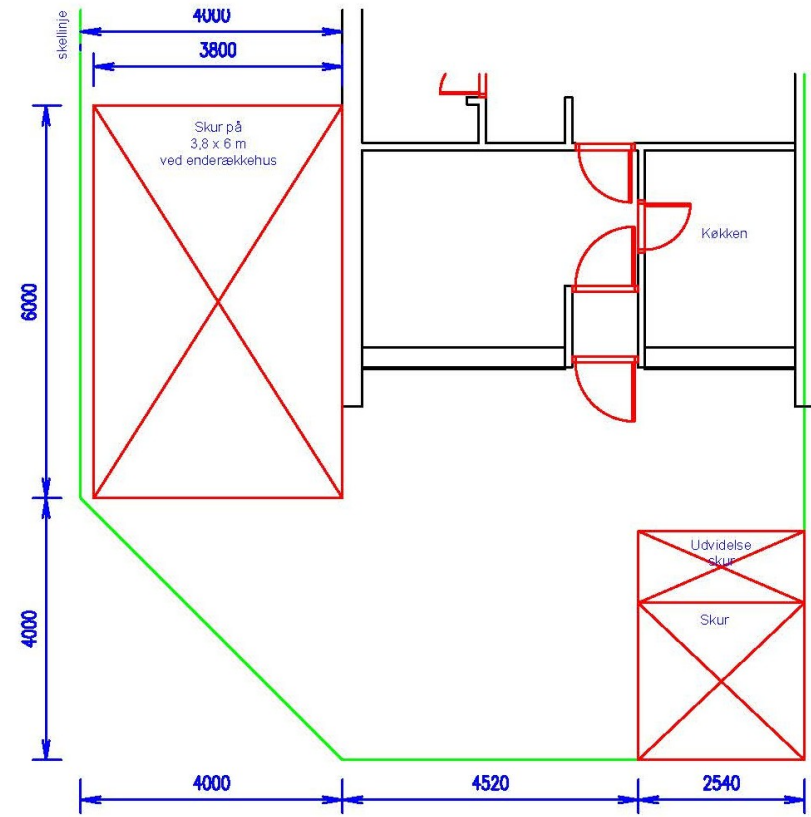 skellinje
4000
3800
Skur på
3,8 x 6 m
ved enderækkehus
Køkken
6000
Udvidelse
skur
Skur
4000
4000
4520
2540